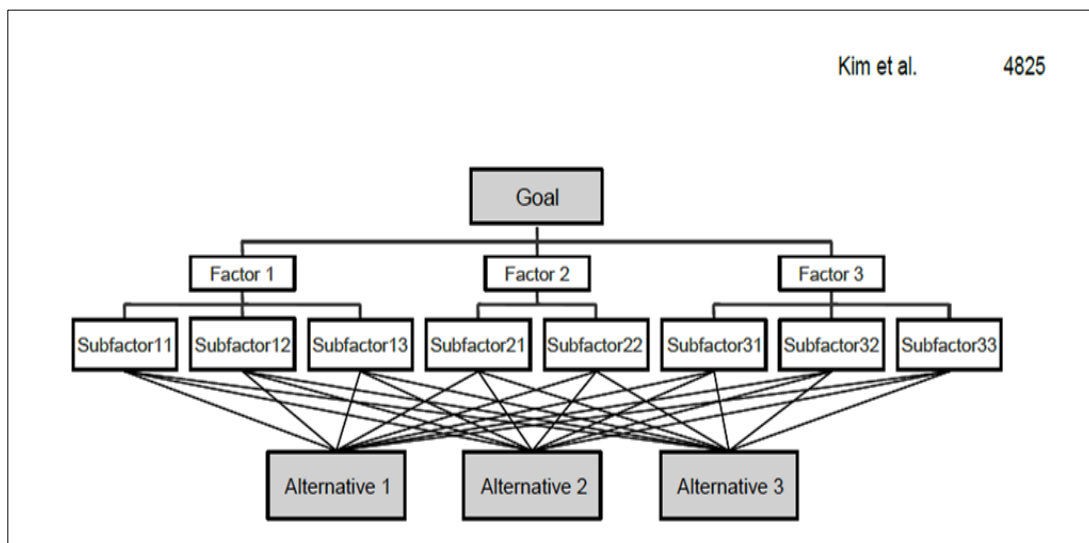 Kim et al. 4825
Goal
Factor 1 Factor 2 Factor 3
Subfactor11 Subfactor12 Subfactor13 Subfactor21 Subfactor22 Subfactor31 Subfactor32 Subfactor33
Alternative 1 Alternative 2 Alternative 3